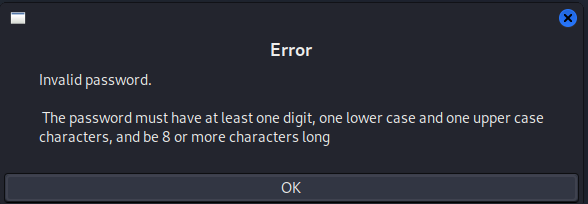 Error
Invalid password.
The password must have at least one digit, one lower case and one upper case
characters, and be 8 or more characters long
OK